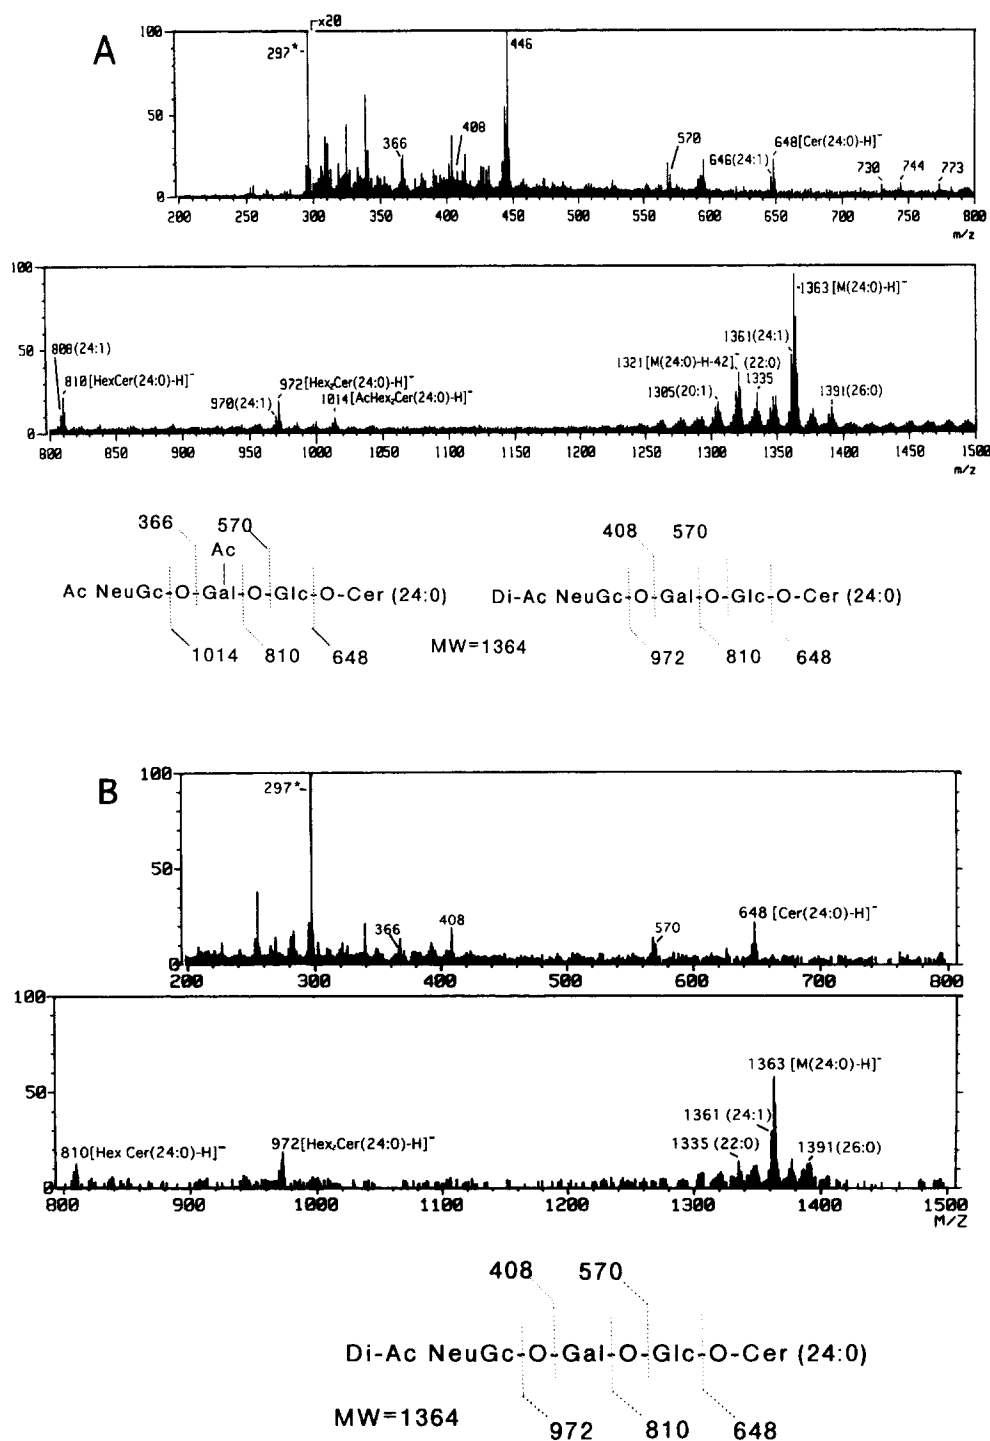 A
┌x20
100
297*-
446
50
366
408
570
648[Cer(24:0)-H]⁻
646(24:1)
730
744
773
0
200 250 300 350 400 450 500 550 600 650 700 750 800
m/z
100
1363[M(24:0)-H]⁻
50
808(24:1)
810[HexCer(24:0)-H]⁻
970(24:1)
972[Hex₂Cer(24:0)-H]⁻
1014[AcHex₂Cer(24:0)-H]⁻
1361(24:1)
1321[M(24:0)-H-42]⁻
(22:0)
1335
1305(20:1)
1391(26:0)
0
800 850 900 950 1000 1050 1100 1150 1200 1250 1300 1350 1400 1450 1500
m/z
366 570
Ac
Ac NeuGc-O-Gal-O-Glc-O-Cer (24:0)
1014 810 648
408 570
Di-Ac NeuGc-O-Gal-O-Glc-O-Cer (24:0)
972 810 648
MW=1364
B
100
297*-
50
366
408
570
648 [Cer(24:0)-H]⁻
0
200 300 400 500 600 700 800
100
1363 [M(24:0)-H]⁻
50
1361 (24:1)
1335 (22:0)
1391(26:0)
810[Hex Cer(24:0)-H]⁻
972[Hex₂Cer(24:0)-H]⁻
0
800 900 1000 1100 1200 1300 1400 1500
M/Z
408 570
Di-Ac NeuGc-O-Gal-O-Glc-O-Cer (24:0)
MW=1364
972 810 648